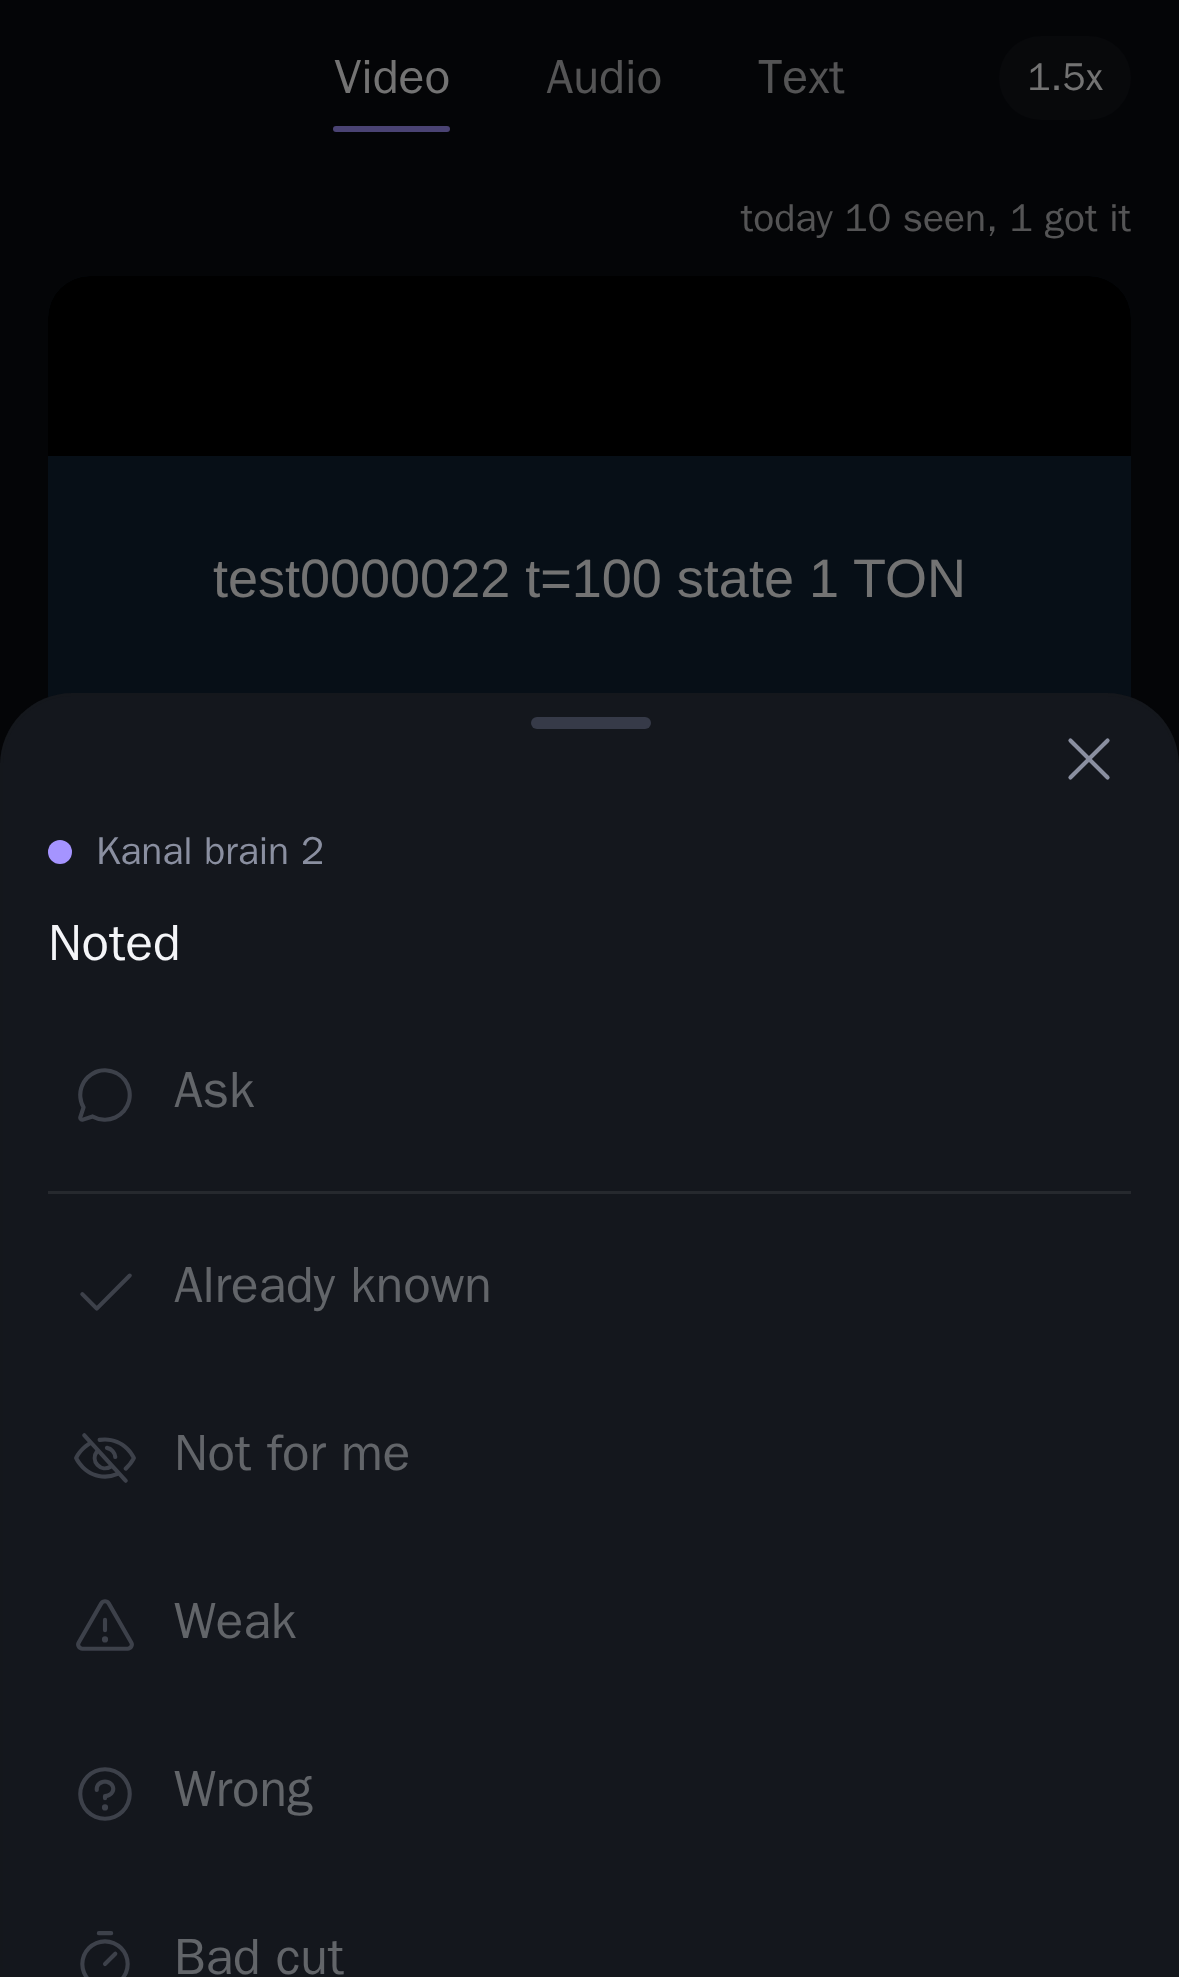 Video Audio Text 1.5x
today 10 seen, 1 got it
test0000022 t=100 state 1 TON
Kanal brain 2
Noted
Ask
Already known
Not for me
Weak
Wrong
Bad cut